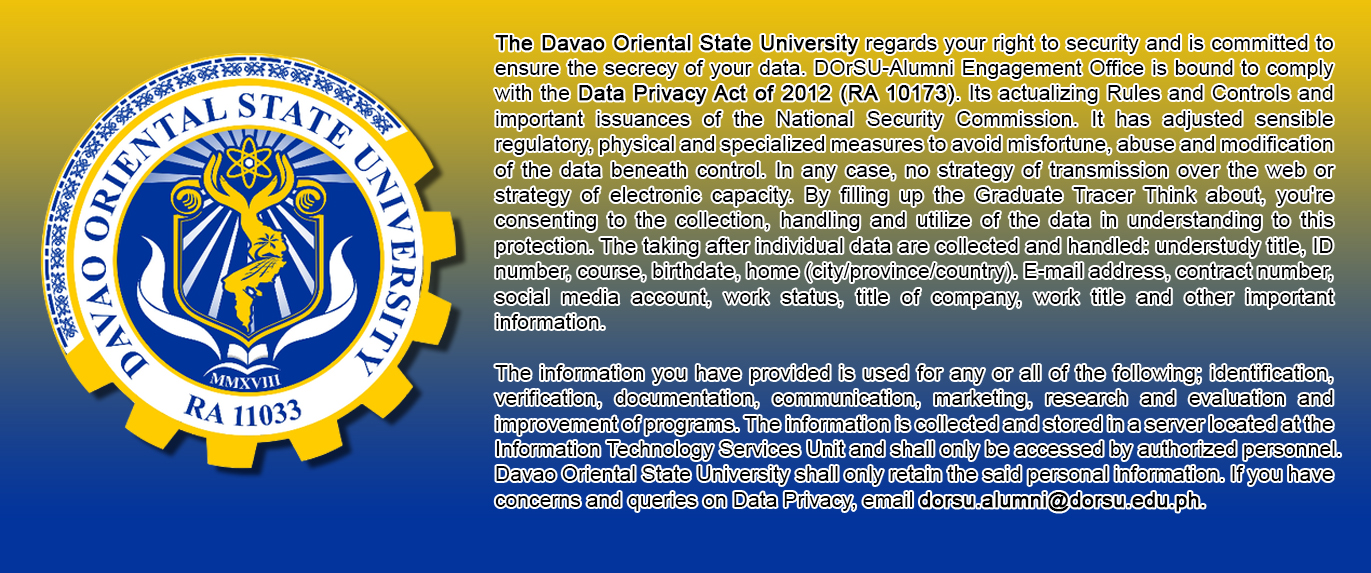 DAVAO ORIENTAL STATE UNIVERSITY
MMXVIII
RA 11033
The Davao Oriental State University regards your right to security and is committed to
ensure the secrecy of your data. DOrSU-Alumni Engagement Office is bound to comply
with the Data Privacy Act of 2012 (RA 10173). Its actualizing Rules and Controls and
important issuances of the National Security Commission. It has adjusted sensible
regulatory, physical and specialized measures to avoid misfortune, abuse and modification
of the data beneath control. In any case, no strategy of transmission over the web or
strategy of electronic capacity. By filling up the Graduate Tracer Think about, you're
consenting to the collection, handling and utilize of the data in understanding to this
protection. The taking after individual data are collected and handled: understudy title, ID
number, course, birthdate, home (city/province/country). E-mail address, contract number,
social media account, work status, title of company, work title and other important
information.
The information you have provided is used for any or all of the following; identification,
verification, documentation, communication, marketing, research and evaluation and
improvement of programs. The information is collected and stored in a server located at the
Information Technology Services Unit and shall only be accessed by authorized personnel.
Davao Oriental State University shall only retain the said personal information. If you have
concerns and queries on Data Privacy, email dorsu.alumni@dorsu.edu.ph.